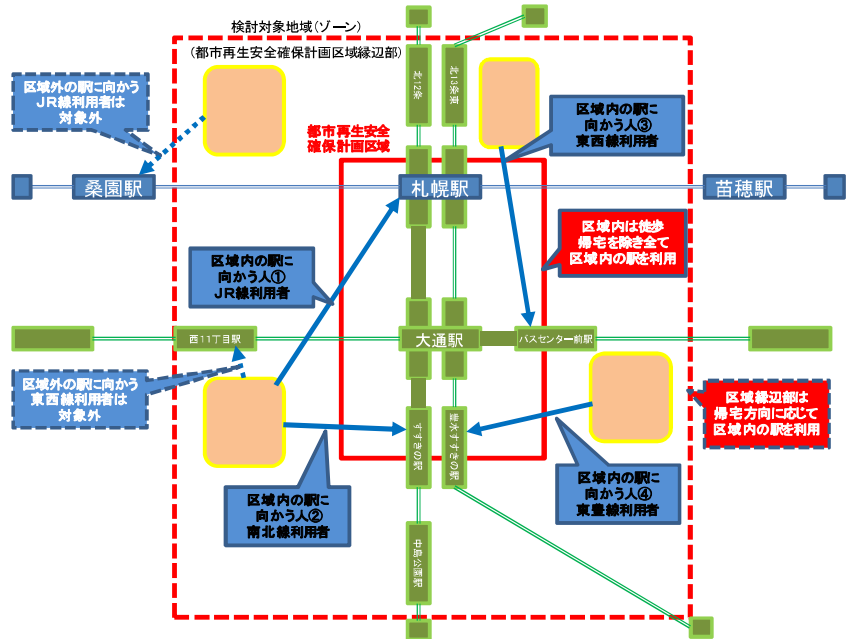 検討対象地域(ゾーン)
(都市再生安全確保計画区域縁辺部)
区域外の駅に向かう
JR線利用者は
対象外
北12条
北13条東
区域内の駅に
向かう人③
東西線利用者
都市再生安全
確保計画区域
桑園駅
札幌駅
苗穂駅
区域内は徒歩
帰宅を除き全て
区域内の駅を利用
区域内の駅に
向かう人①
JR線利用者
西11丁目駅
大通駅
バスセンター前駅
区域外の駅に向かう
東西線利用者は
対象外
区域縁辺部は
帰宅方向に応じて
区域内の駅を利用
すすきの駅
豊水すすきの駅
区域内の駅に
向かう人②
南北線利用者
区域内の駅に
向かう人④
東豊線利用者
中島公園駅